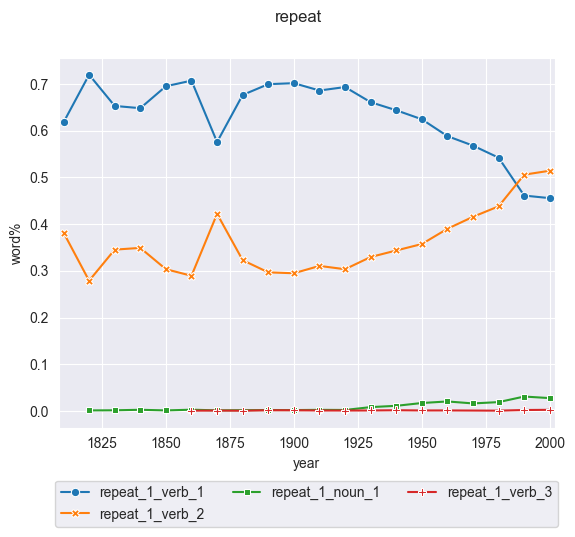 repeat
0.7
0.6
0.5
0.4
0.3
0.2
0.1
0.0
word%
1825 1850 1875 1900 1925 1950 1975 2000
year
repeat_1_verb_1 repeat_1_noun_1 repeat_1_verb_3
repeat_1_verb_2